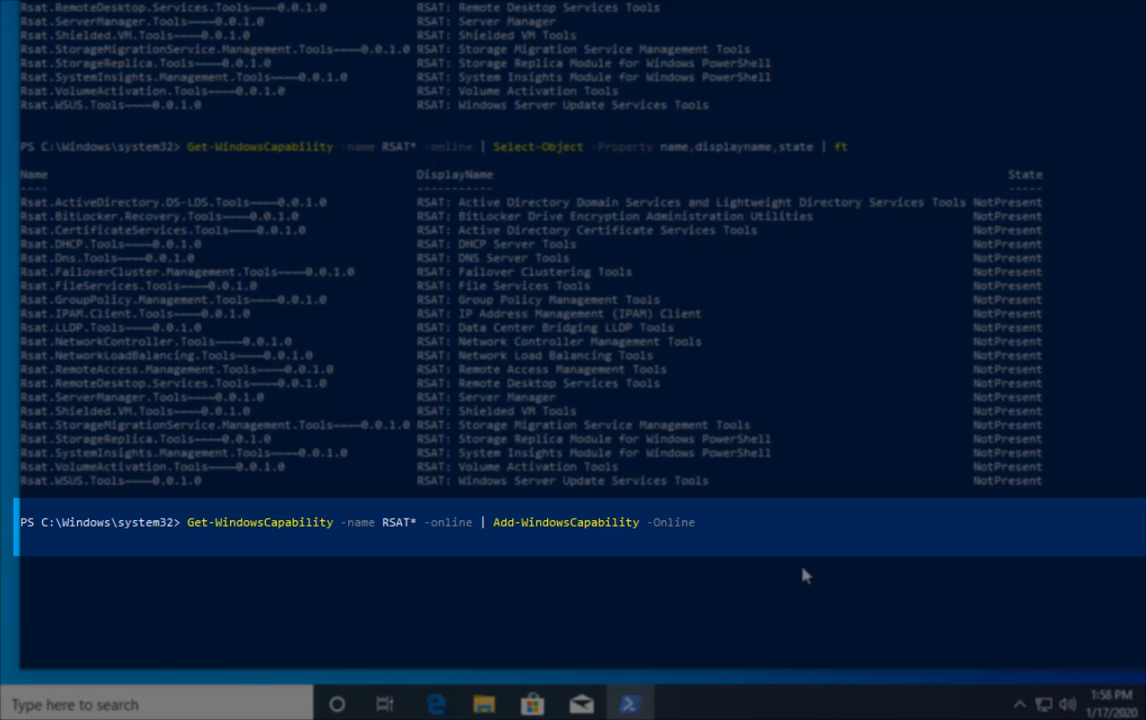 Rsat.RemoteDesktop.Services.Tools~~~~0.0.1.0 RSAT: Remote Desktop Services Tools
Rsat.ServerManager.Tools~~~~0.0.1.0 RSAT: Server Manager
Rsat.Shielded.VM.Tools~~~~0.0.1.0 RSAT: Shielded VM Tools
Rsat.StorageMigrationService.Management.Tools~~~~0.0.1.0 RSAT: Storage Migration Service Management Tools
Rsat.StorageReplica.Tools~~~~0.0.1.0 RSAT: Storage Replica Module for Windows PowerShell
Rsat.SystemInsights.Management.Tools~~~~0.0.1.0 RSAT: System Insights Module for Windows PowerShell
Rsat.VolumeActivation.Tools~~~~0.0.1.0 RSAT: Volume Activation Tools
Rsat.WSUS.Tools~~~~0.0.1.0 RSAT: Windows Server Update Services Tools
PS C:\Windows\system32> Get-WindowsCapability -name RSAT* -online | Select-Object -Property name,displayname,state | ft
Name DisplayName State
---- ----------- -----
Rsat.ActiveDirectory.DS-LDS.Tools~~~~0.0.1.0 RSAT: Active Directory Domain Services and Lightweight Directory Services Tools NotPresent
Rsat.BitLocker.Recovery.Tools~~~~0.0.1.0 RSAT: BitLocker Drive Encryption Administration Utilities NotPresent
Rsat.CertificateServices.Tools~~~~0.0.1.0 RSAT: Active Directory Certificate Services Tools NotPresent
Rsat.DHCP.Tools~~~~0.0.1.0 RSAT: DHCP Server Tools NotPresent
Rsat.Dns.Tools~~~~0.0.1.0 RSAT: DNS Server Tools NotPresent
Rsat.FailoverCluster.Management.Tools~~~~0.0.1.0 RSAT: Failover Clustering Tools NotPresent
Rsat.FileServices.Tools~~~~0.0.1.0 RSAT: File Services Tools NotPresent
Rsat.GroupPolicy.Management.Tools~~~~0.0.1.0 RSAT: Group Policy Management Tools NotPresent
Rsat.IPAM.Client.Tools~~~~0.0.1.0 RSAT: IP Address Management (IPAM) Client NotPresent
Rsat.LLDP.Tools~~~~0.0.1.0 RSAT: Data Center Bridging LLDP Tools NotPresent
Rsat.NetworkController.Tools~~~~0.0.1.0 RSAT: Network Controller Management Tools NotPresent
Rsat.NetworkLoadBalancing.Tools~~~~0.0.1.0 RSAT: Network Load Balancing Tools NotPresent
Rsat.RemoteAccess.Management.Tools~~~~0.0.1.0 RSAT: Remote Access Management Tools NotPresent
Rsat.RemoteDesktop.Services.Tools~~~~0.0.1.0 RSAT: Remote Desktop Services Tools NotPresent
Rsat.ServerManager.Tools~~~~0.0.1.0 RSAT: Server Manager NotPresent
Rsat.Shielded.VM.Tools~~~~0.0.1.0 RSAT: Shielded VM Tools NotPresent
Rsat.StorageMigrationService.Management.Tools~~~~0.0.1.0 RSAT: Storage Migration Service Management Tools NotPresent
Rsat.StorageReplica.Tools~~~~0.0.1.0 RSAT: Storage Replica Module for Windows PowerShell NotPresent
Rsat.SystemInsights.Management.Tools~~~~0.0.1.0 RSAT: System Insights Module for Windows PowerShell NotPresent
Rsat.VolumeActivation.Tools~~~~0.0.1.0 RSAT: Volume Activation Tools NotPresent
Rsat.WSUS.Tools~~~~0.0.1.0 RSAT: Windows Server Update Services Tools NotPresent
PS C:\Windows\system32> Get-WindowsCapability -name RSAT* -online | Add-WindowsCapability -Online
Type here to search
1:58 PM
1/17/2020